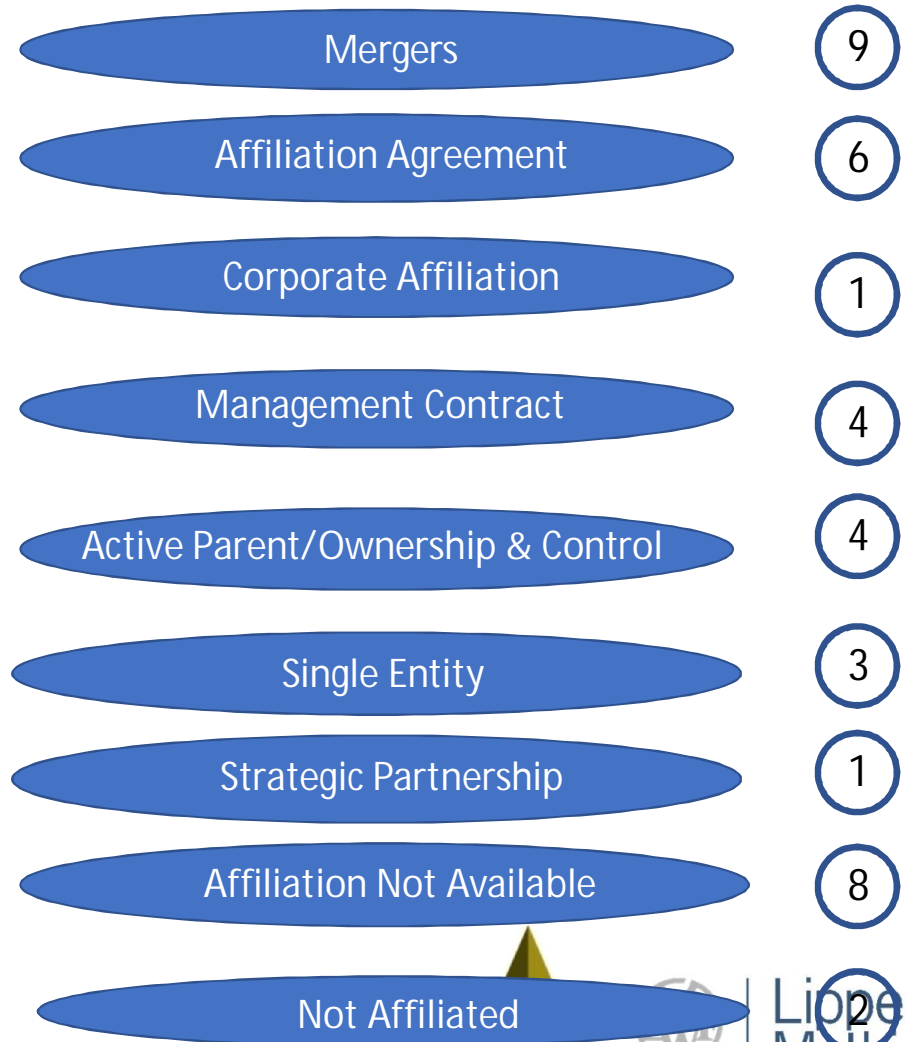 Mergers 9
Affiliation Agreement 6
Corporate Affiliation 1
Management Contract 4
Active Parent/Ownership & Control 4
Single Entity 3
Strategic Partnership 1
Affiliation Not Available 8
Not Affiliated 2
Lippe